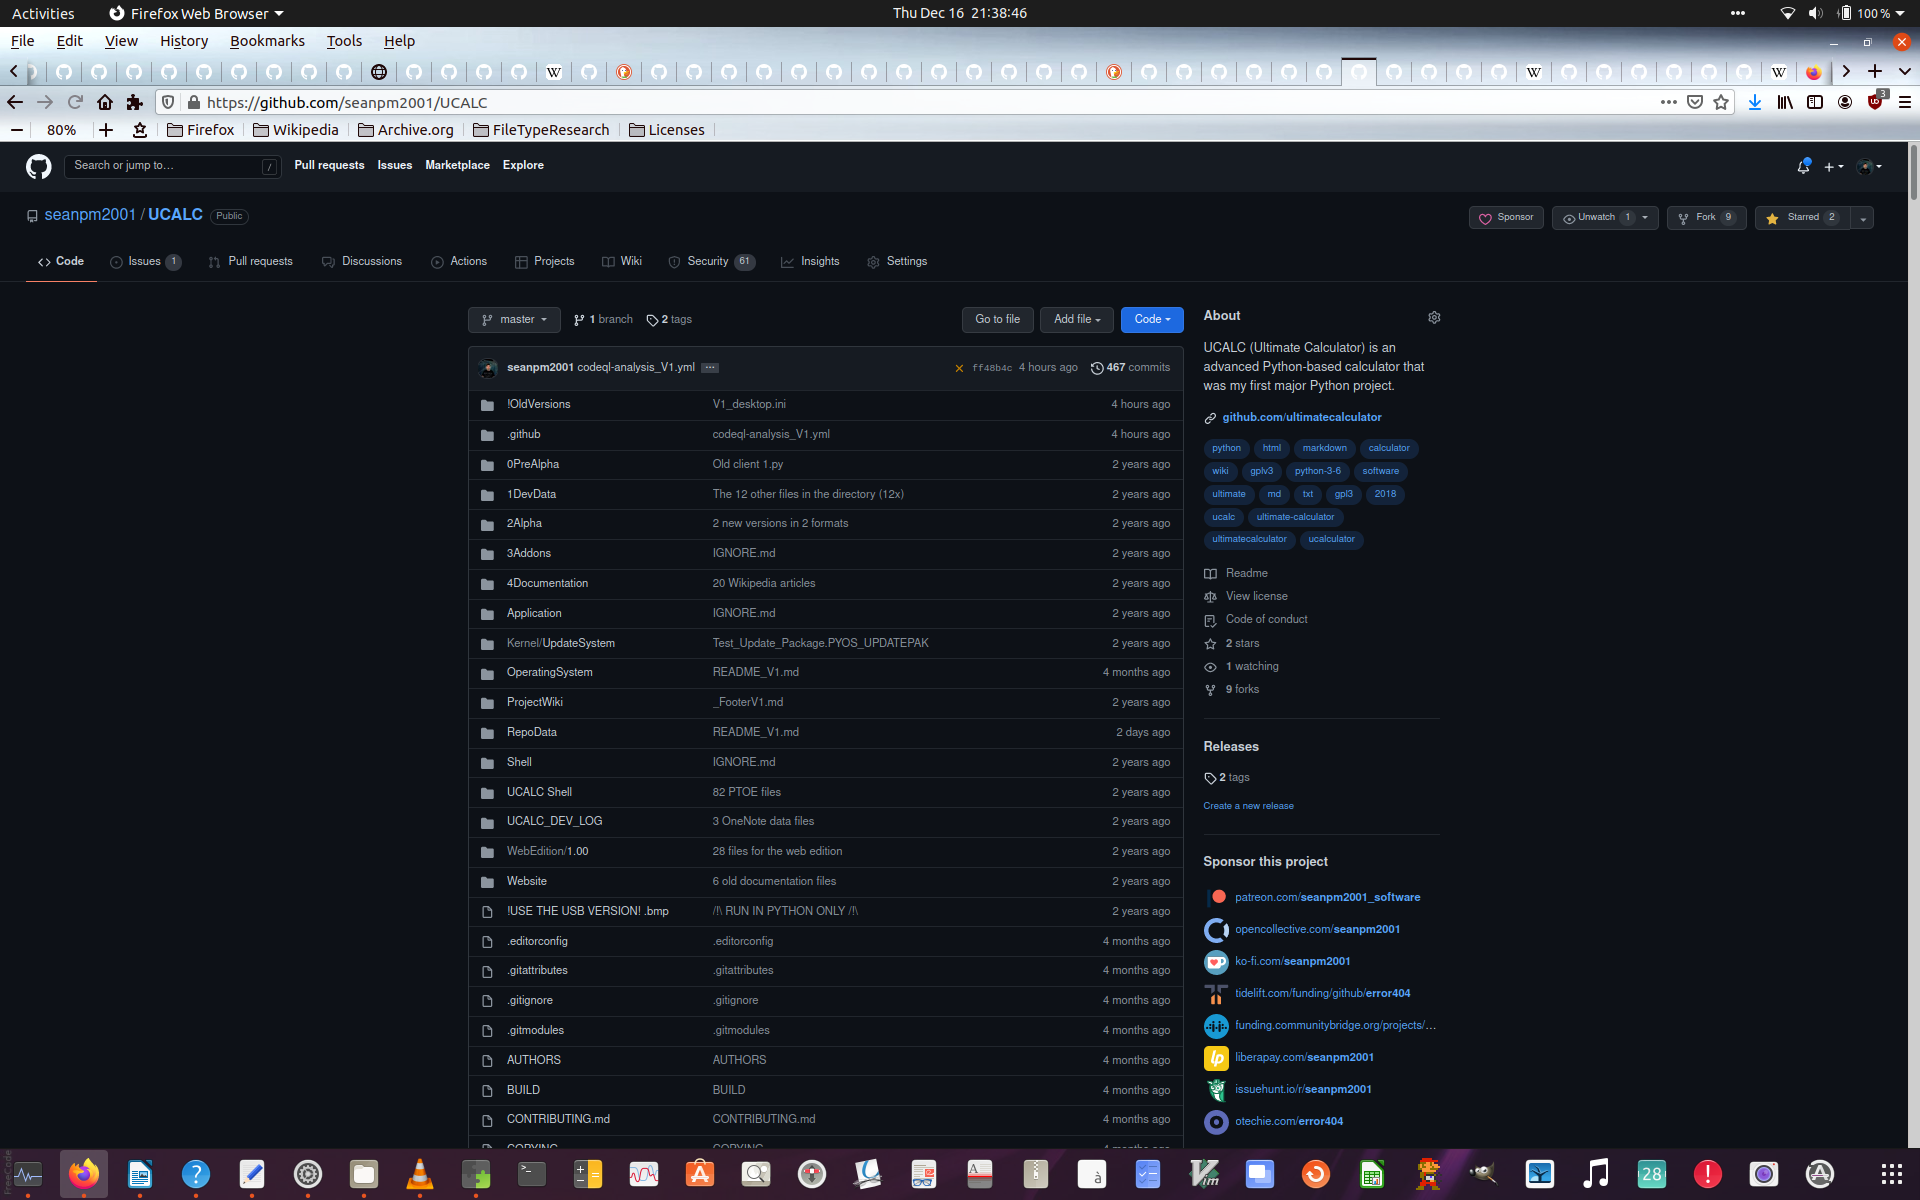 Activities Firefox Web Browser Thu Dec 16 21:38:46 100 %
File Edit View History Bookmarks Tools Help
https://github.com/seanpm2001/UCALC 3
80% Firefox Wikipedia Archive.org FileTypeResearch Licenses
Search or jump to... / Pull requests Issues Marketplace Explore
seanpm2001 / UCALC Public Sponsor Unwatch 1 Fork 9 Starred 2
Code Issues 1 Pull requests Discussions Actions Projects Wiki Security 61 Insights Settings
master 1 branch 2 tags Go to file Add file Code
seanpm2001 codeql-analysis_V1.yml ... ff48b4c 4 hours ago 467 commits
!OldVersions V1_desktop.ini 4 hours ago
.github codeql-analysis_V1.yml 4 hours ago
0PreAlpha Old client 1.py 2 years ago
1DevData The 12 other files in the directory (12x) 2 years ago
2Alpha 2 new versions in 2 formats 2 years ago
3Addons IGNORE.md 2 years ago
4Documentation 20 Wikipedia articles 2 years ago
Application IGNORE.md 2 years ago
Kernel/UpdateSystem Test_Update_Package.PYOS_UPDATEPAK 2 years ago
OperatingSystem README_V1.md 4 months ago
ProjectWiki _FooterV1.md 2 years ago
RepoData README_V1.md 2 days ago
Shell IGNORE.md 2 years ago
UCALC Shell 82 PTOE files 2 years ago
UCALC_DEV_LOG 3 OneNote data files 2 years ago
WebEdition/1.00 28 files for the web edition 2 years ago
Website 6 old documentation files 2 years ago
!USE THE USB VERSION! .bmp /!\ RUN IN PYTHON ONLY /!\ 2 years ago
.editorconfig .editorconfig 4 months ago
.gitattributes .gitattributes 4 months ago
.gitignore .gitignore 4 months ago
.gitmodules .gitmodules 4 months ago
AUTHORS AUTHORS 4 months ago
BUILD BUILD 4 months ago
CONTRIBUTING.md CONTRIBUTING.md 4 months ago
COPYING COPYING 4 months ago
About
UCALC (Ultimate Calculator) is an
advanced Python-based calculator that
was my first major Python project.
github.com/ultimatecalculator
python html markdown calculator
wiki gplv3 python-3-6 software
ultimate md txt gpl3 2018
ucalc ultimate-calculator
ultimatecalculator ucalculator
Readme
View license
Code of conduct
2 stars
1 watching
9 forks
Releases
2 tags
Create a new release
Sponsor this project
patreon.com/seanpm2001_software
opencollective.com/seanpm2001
ko-fi.com/seanpm2001
tidelift.com/funding/github/error404
funding.communitybridge.org/projects/...
liberapay.com/seanpm2001
issuehunt.io/r/seanpm2001
otechie.com/error404
28